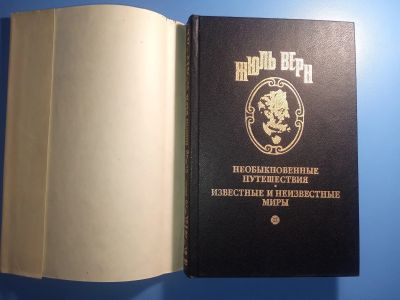 ЖЮЛЬ ВЕРН
НЕОБЫКНОВЕННЫЕ
ПУТЕШЕСТВИЯ
ИЗВЕСТНЫЕ И НЕИЗВЕСТНЫЕ
МИРЫ